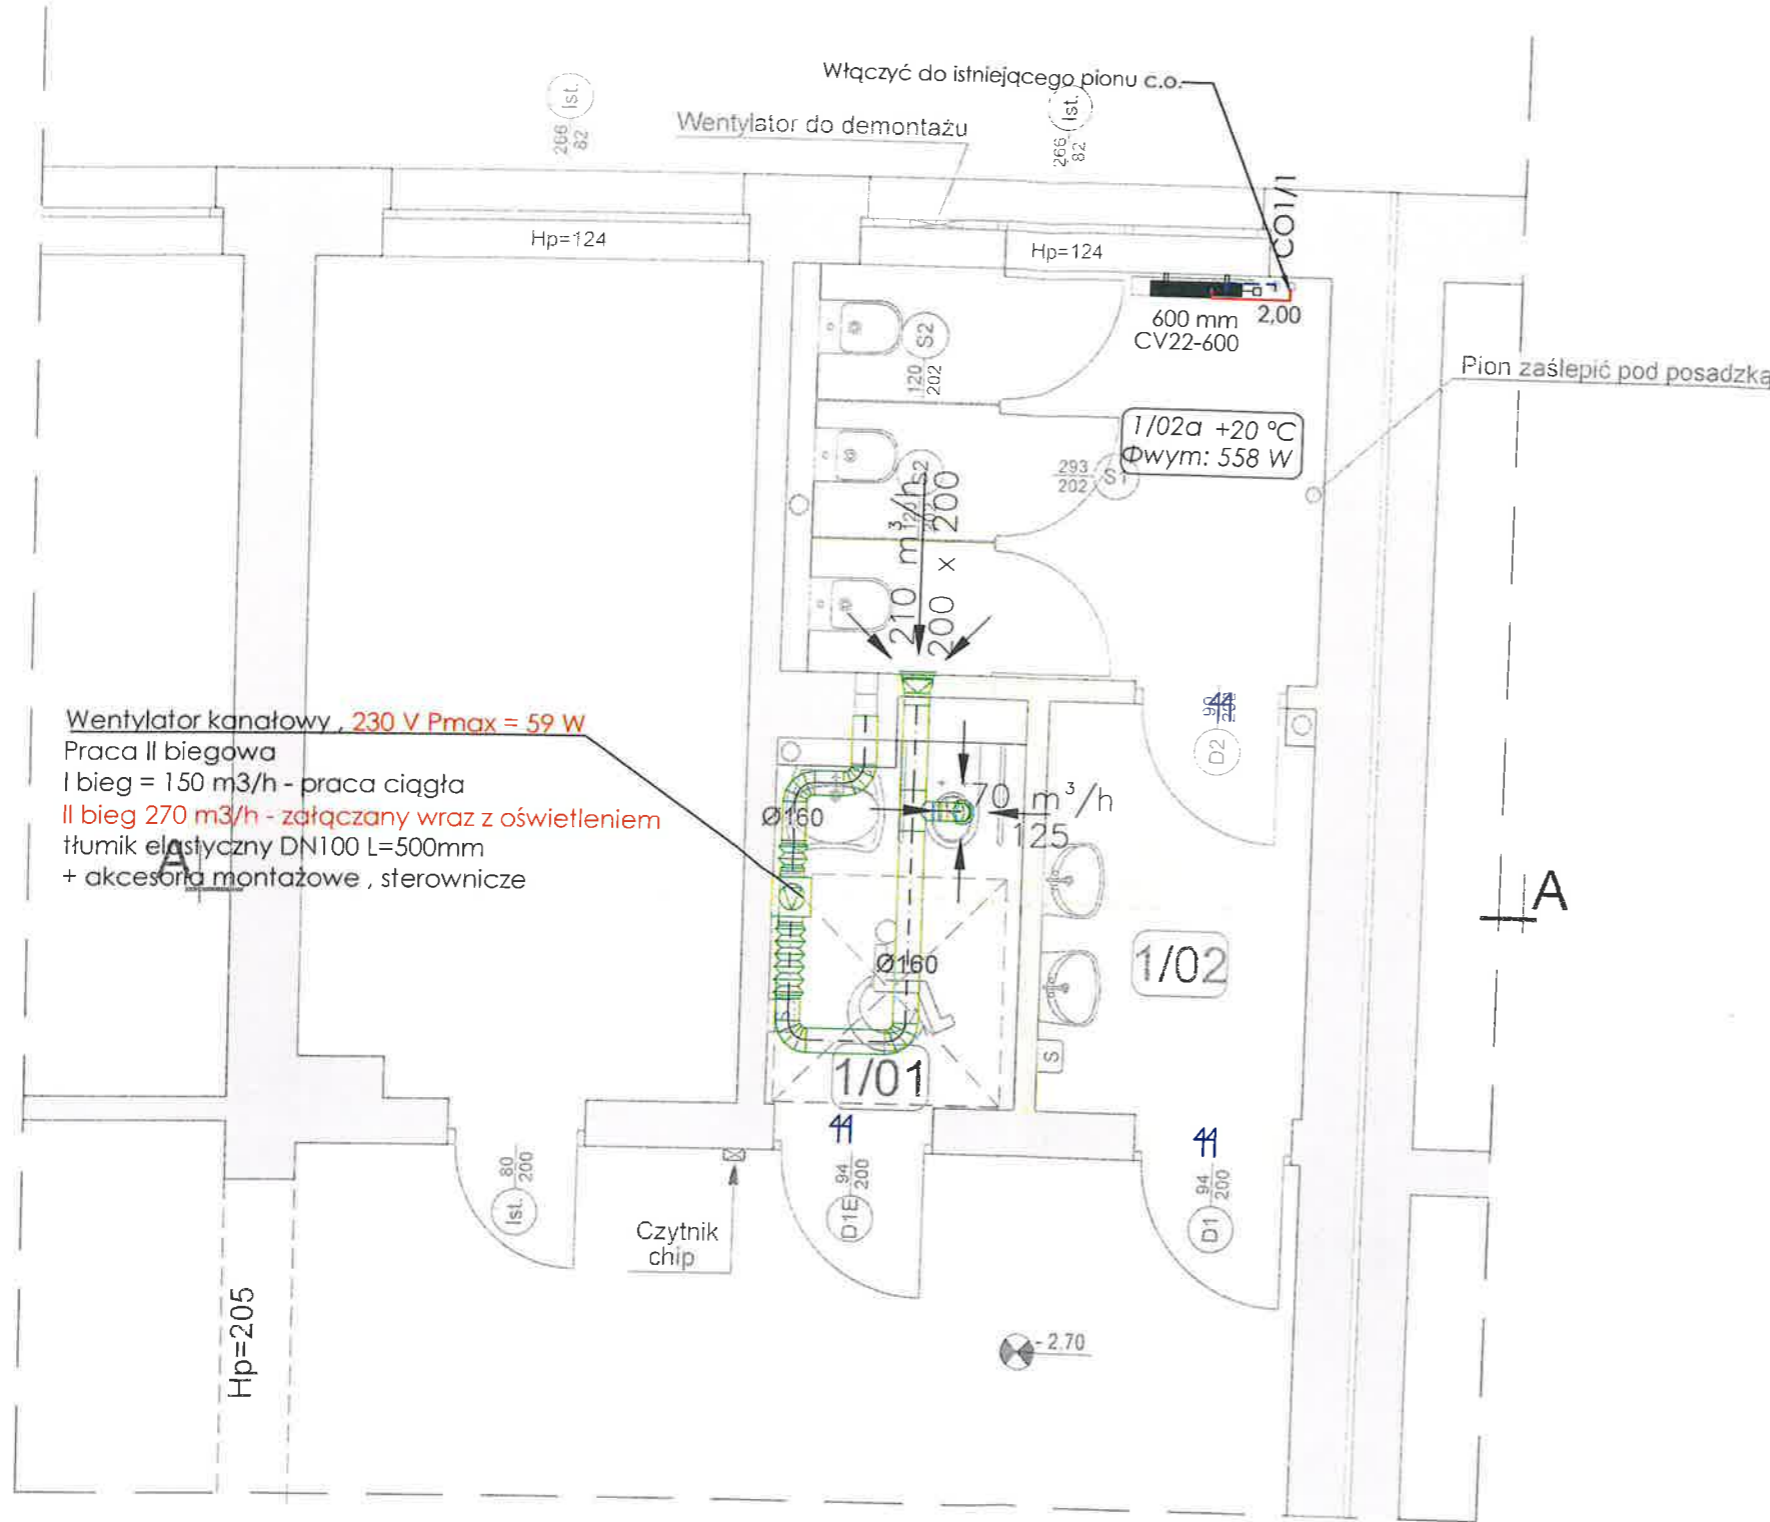 Włączyć do istniejącego pionu c.o.
Wentylator do demontażu
Ist.
266
82
Ist.
266
82
CO1/1
Hp=124
Hp=124
600 mm
CV22-600
2,00
Pion zaślepić pod posadzką
S2
120
202
1/02a +20 °C
Φwym: 558 W
S2
293
202
S1
210 m³/h
200 x 200
Wentylator kanałowy , 230 V Pmax = 59 W
Praca II biegowa
I bieg = 150 m3/h - praca ciągła
II bieg 270 m3/h - załączany wraz z oświetleniem
tłumik elastyczny DN100 L=500mm
+ akcesoria montażowe , sterownicze
A
44
D2
70 m³/h
125
Ø160
Ø160
A
1/02
S
1/01
44
44
80
200
Ist.
94
200
D1E
94
200
D1
Czytnik
chip
Hp=205
- 2.70